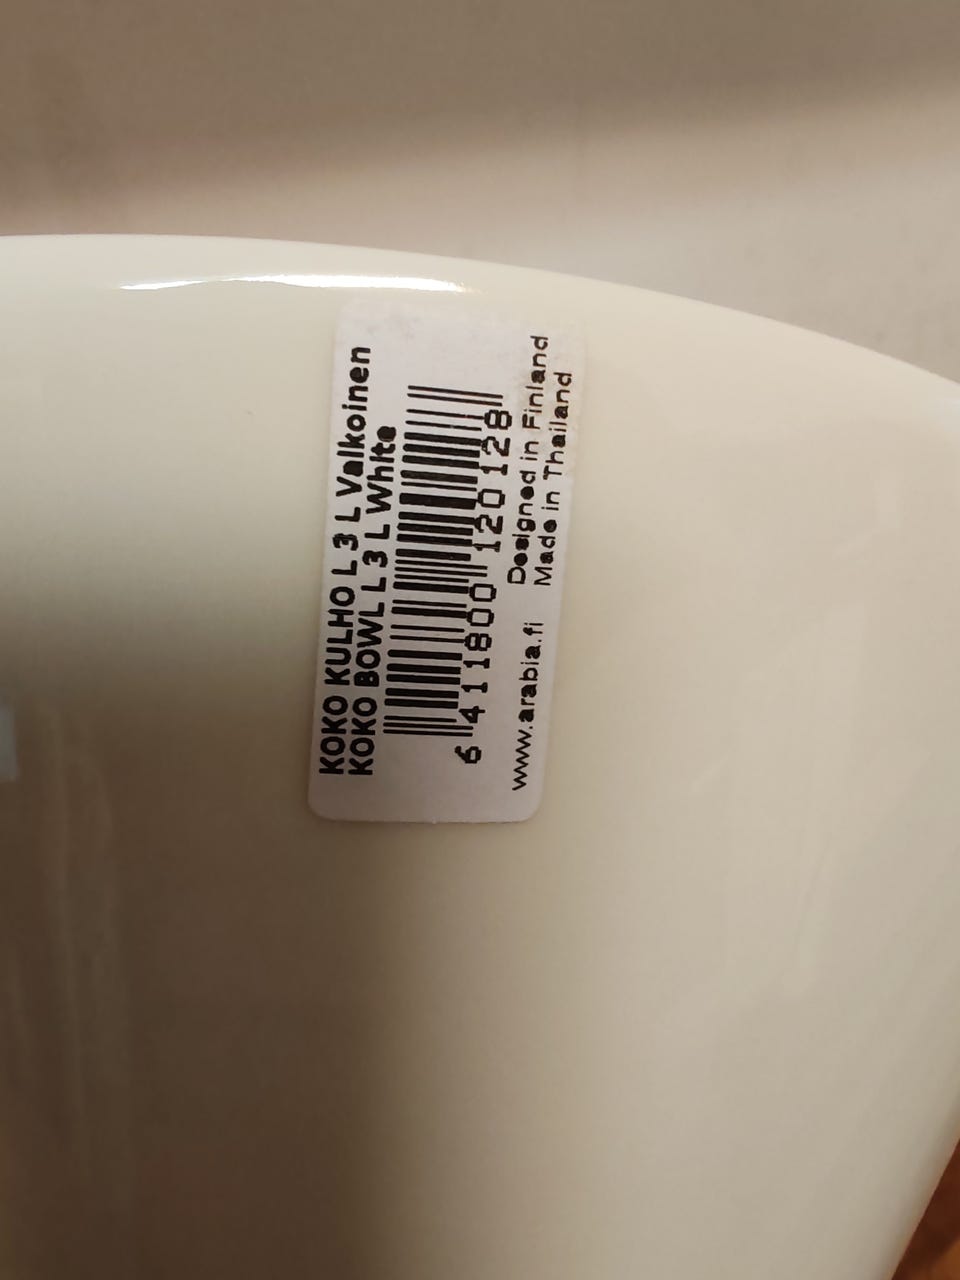 KOKO KULHO L 3 L Valkoinen
KOKO BOWL L 3 L White
6 411800 120128
www.arabia.fi
Designed in Finland
Made in Thailand